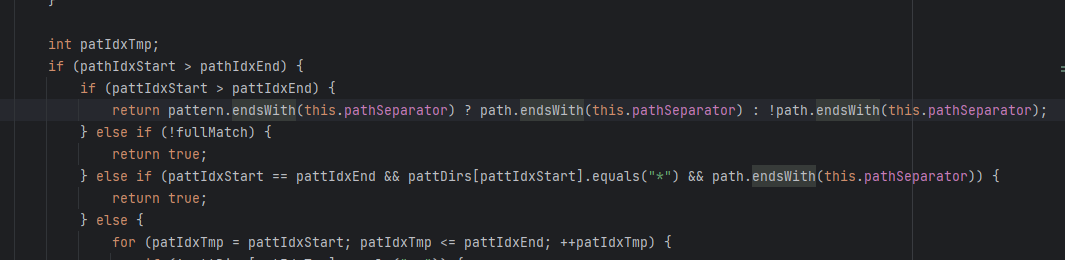 }
int patIdxTmp;
if (pathIdxStart > pathIdxEnd) {
if (pattIdxStart > pattIdxEnd) {
return pattern.endsWith(this.pathSeparator) ? path.endsWith(this.pathSeparator) : !path.endsWith(this.pathSeparator);
} else if (!fullMatch) {
return true;
} else if (pattIdxStart == pattIdxEnd && pattDirs[pattIdxStart].equals("*") && path.endsWith(this.pathSeparator)) {
return true;
} else {
for (patIdxTmp = pattIdxStart; patIdxTmp <= pattIdxEnd; ++patIdxTmp) {